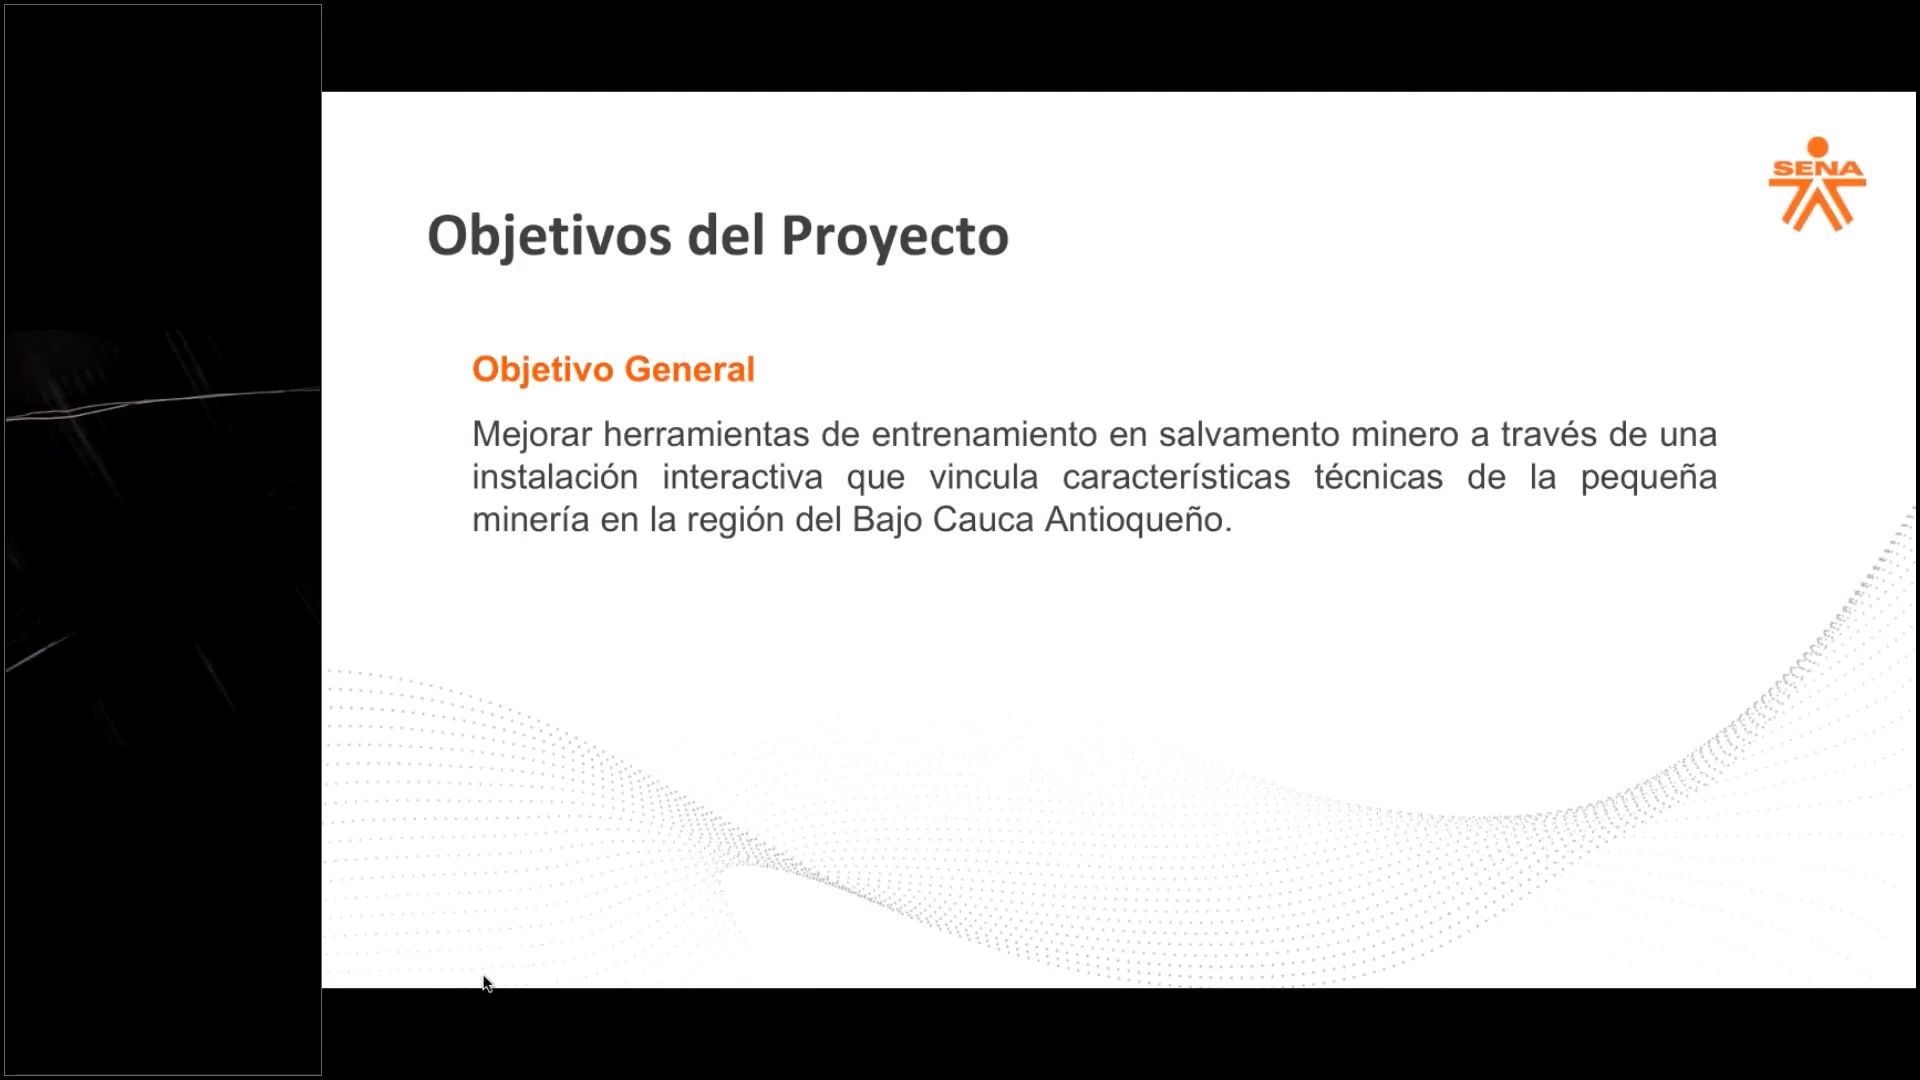 SENA
Objetivos del Proyecto
Objetivo General
Mejorar herramientas de entrenamiento en salvamento minero a través de una
instalación interactiva que vincula características técnicas de la pequeña
minería en la región del Bajo Cauca Antioqueño.